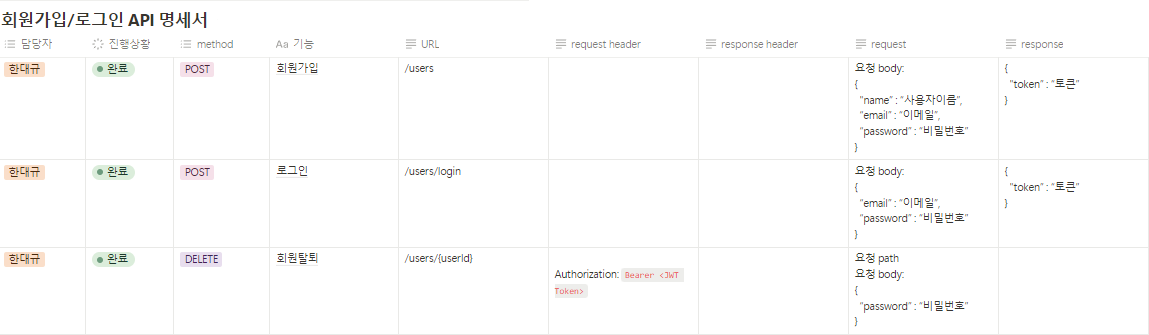 회원가입/로그인 API 명세서
담당자 진행상황 method Aa 기능 URL request header response header request response
한대규 완료 POST 회원가입 /users 요청 body: {
{ "token" : "토큰"
"name" : "사용자이름", }
"email" : "이메일",
"password" : "비밀번호"
}
한대규 완료 POST 로그인 /users/login 요청 body: {
{ "token" : "토큰"
"email" : "이메일", }
"password" : "비밀번호"
}
한대규 완료 DELETE 회원탈퇴 /users/{userId} 요청 path
Authorization: Bearer <JWT 요청 body:
Token> {
"password" : "비밀번호"
}